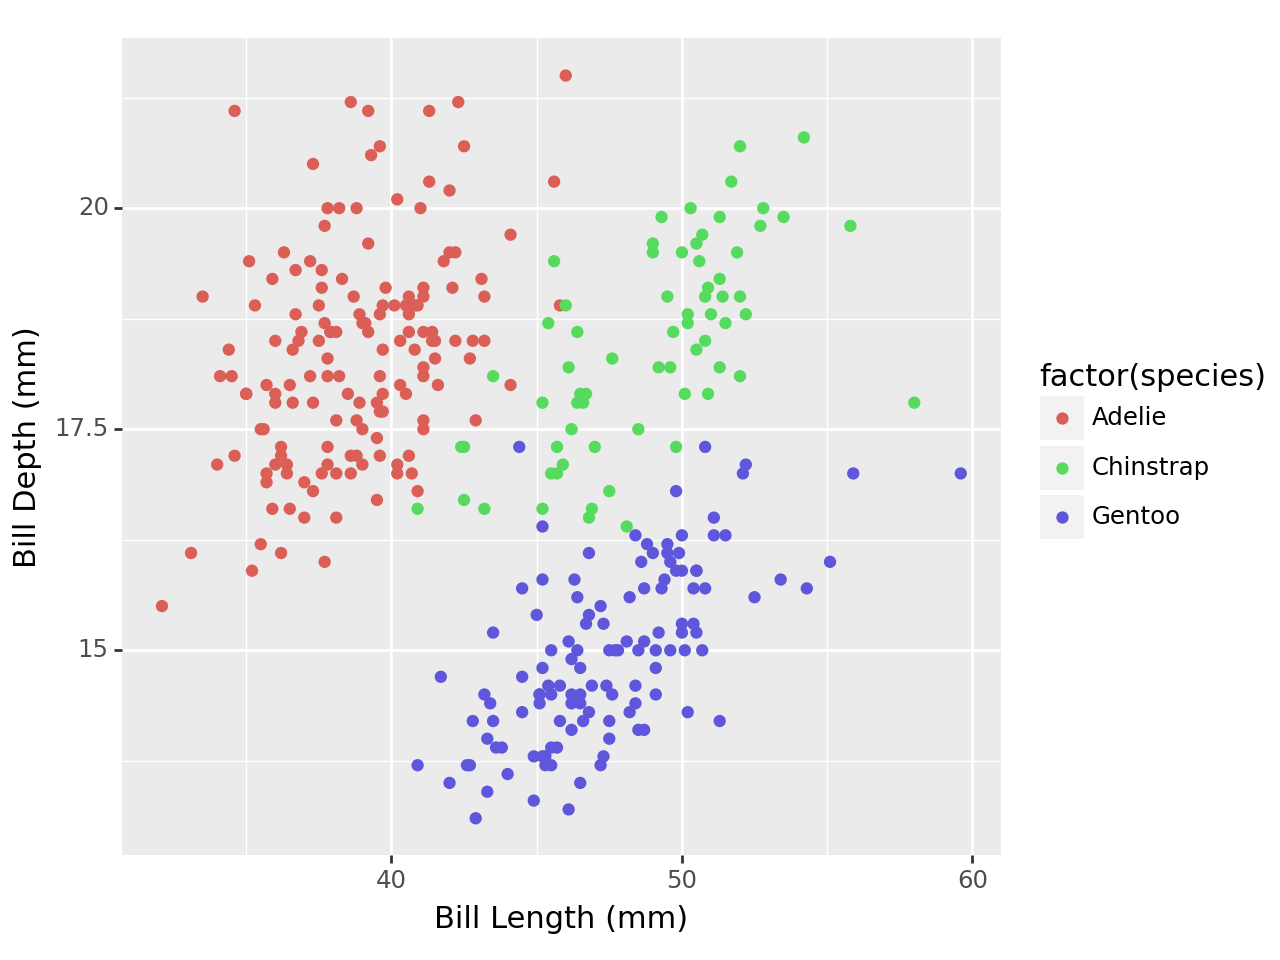 20
17.5
15
Bill Depth (mm)
40
50
60
Bill Length (mm)
factor(species)
Adelie
Chinstrap
Gentoo